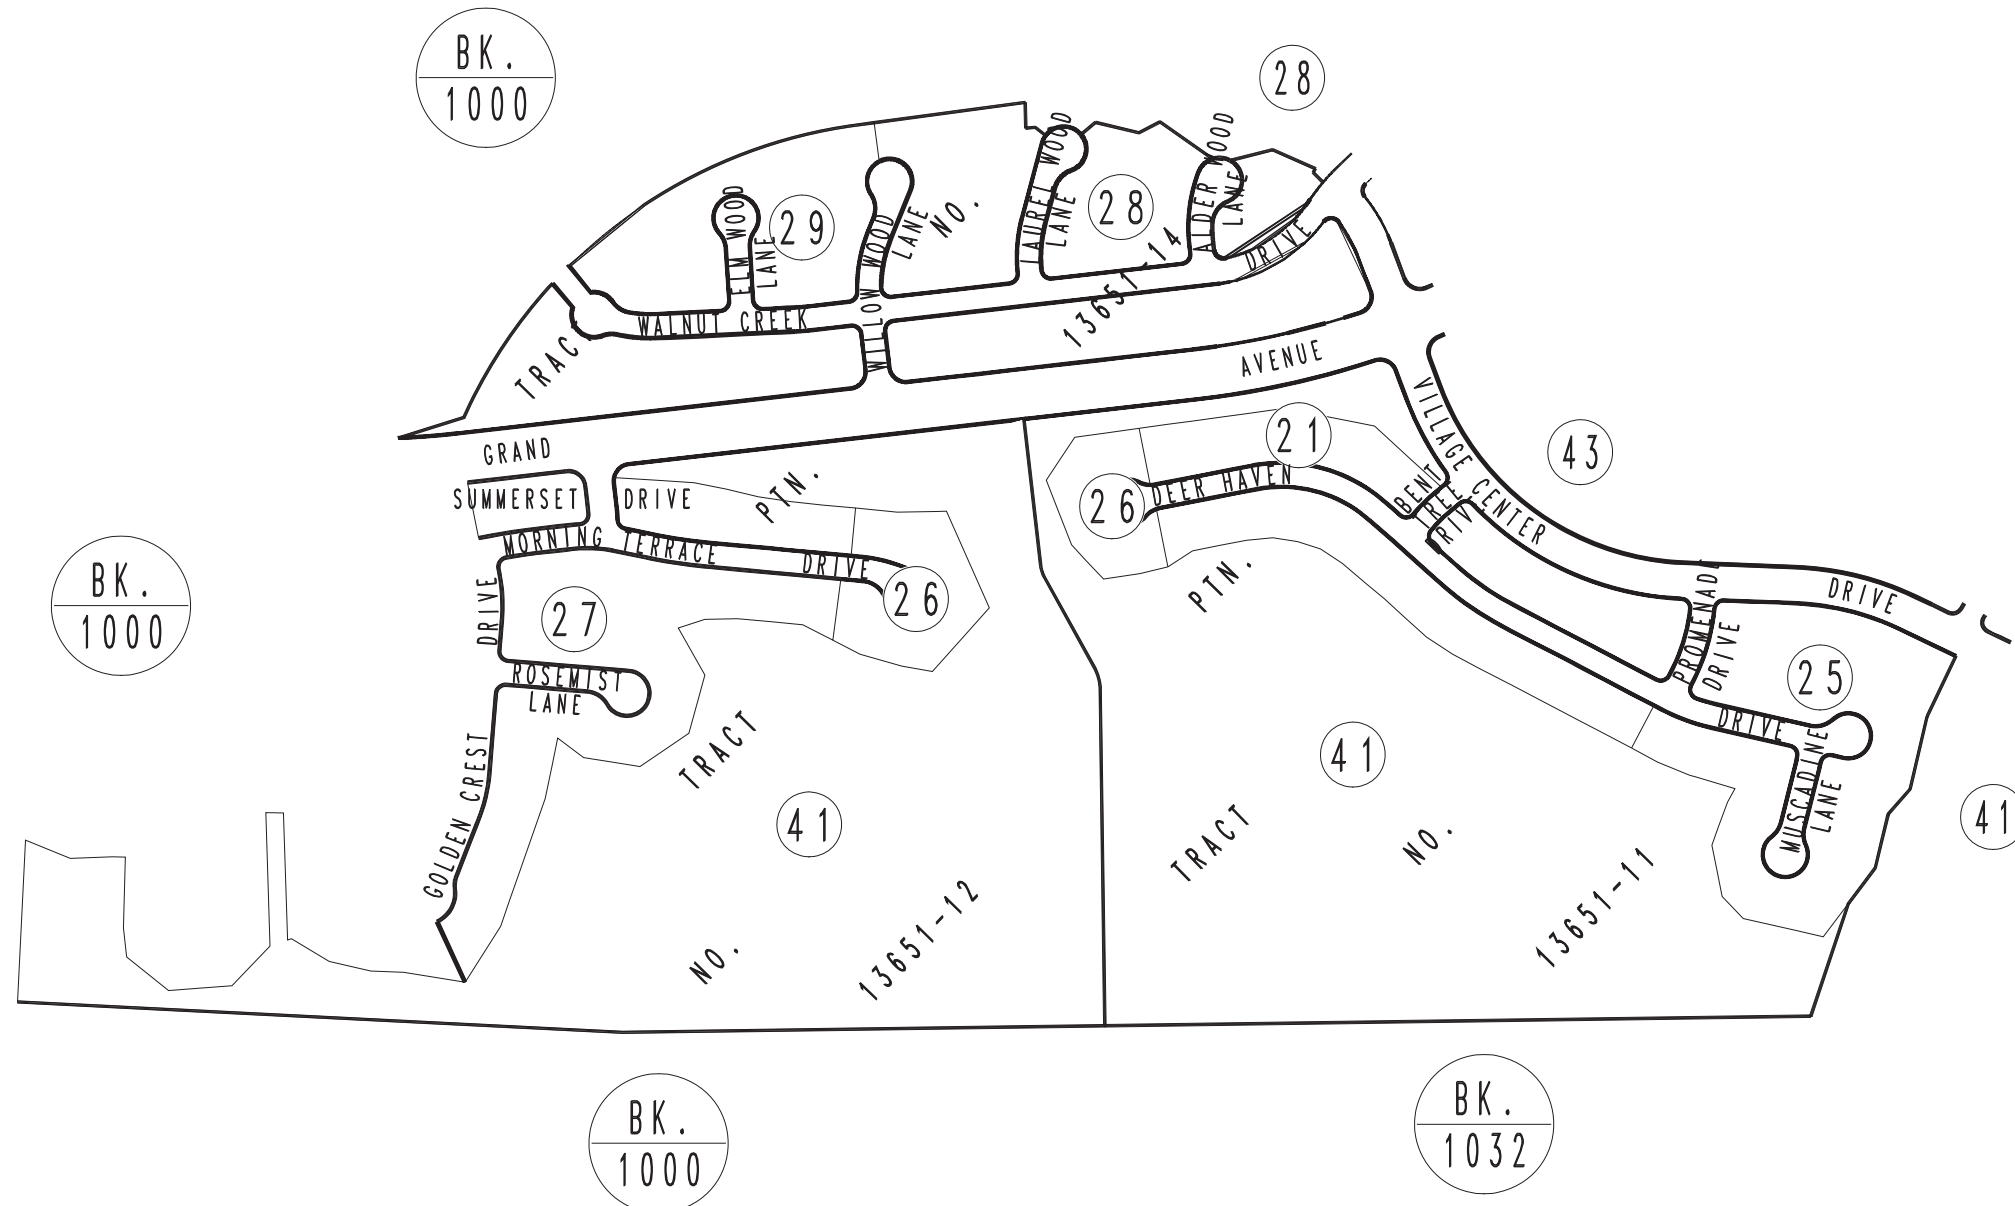 BK.
1000
28
ELM WOOD
LANE
29
WILLOW WOOD
LANE
NO.
LAUREL WOOD
LANE
28
ALDER WOOD
LANE
DRIVE
13651-14
WALNUT CREEK
TRAC
AVENUE
GRAND
SUMMERSET DRIVE
PTN.
MORNING TERRACE DRIVE
26
27
DRIVE
ROSEMIST
LANE
GOLDEN CREST
TRACT
41
NO.
13651-12
BK.
1000
21
26
DEER HAVEN
BENT
TREE
VILLAGE CENTER DRIVE
43
PTN.
PROMENADE
DRIVE
25
DRIVE
MUSCADINE
LANE
41
41
TRACT
NO.
13651-11
BK.
1000
BK.
1032